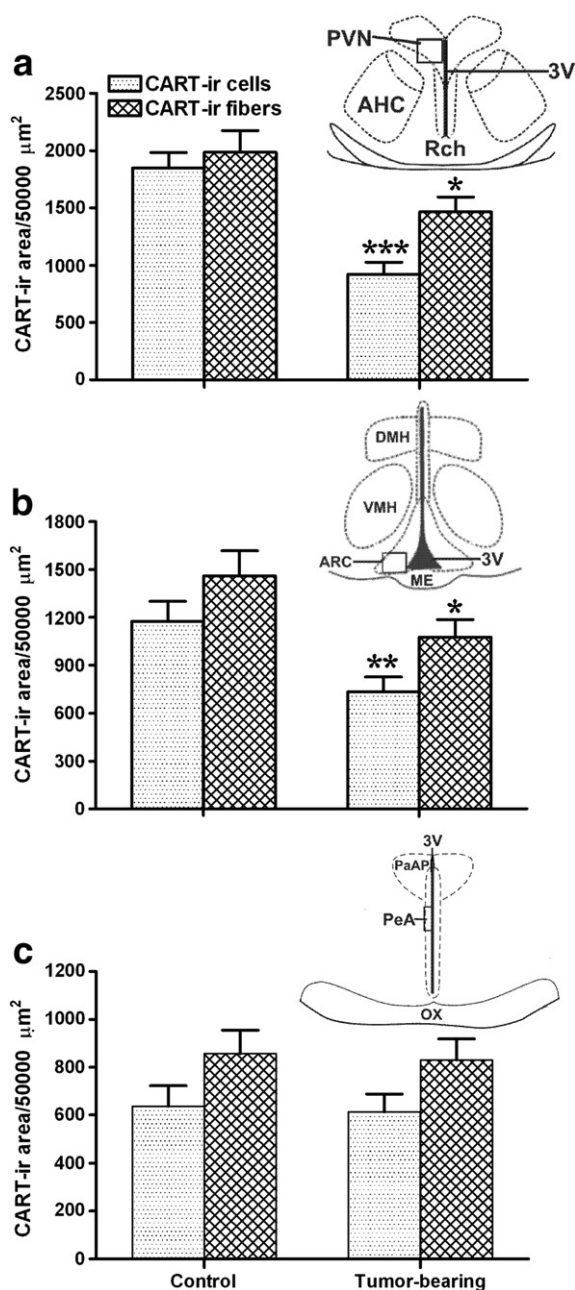 a
CART-ir cells
CART-ir fibers
PVN
3V
AHC
Rch
CART-ir area/50000 μm²
2500
2000
1500
1000
500
0
***
*
b
DMH
VMH
ARC
3V
ME
CART-ir area/50000 μm²
1800
1500
1200
900
600
300
0
**
*
c
3V
PaAP
PeA
OX
CART-ir area/50000 μm²
1200
1000
800
600
400
200
0
Control Tumor-bearing